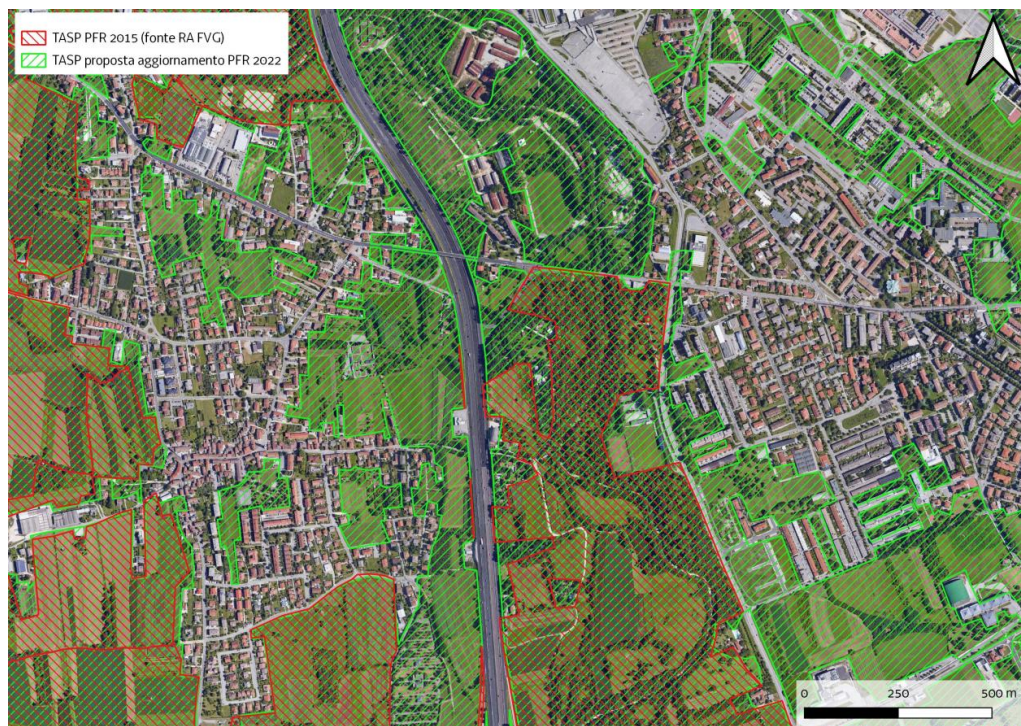 TASP PFR 2015 (fonte RA FVG)
TASP proposta aggiornamento PFR 2022
0 250 500 m